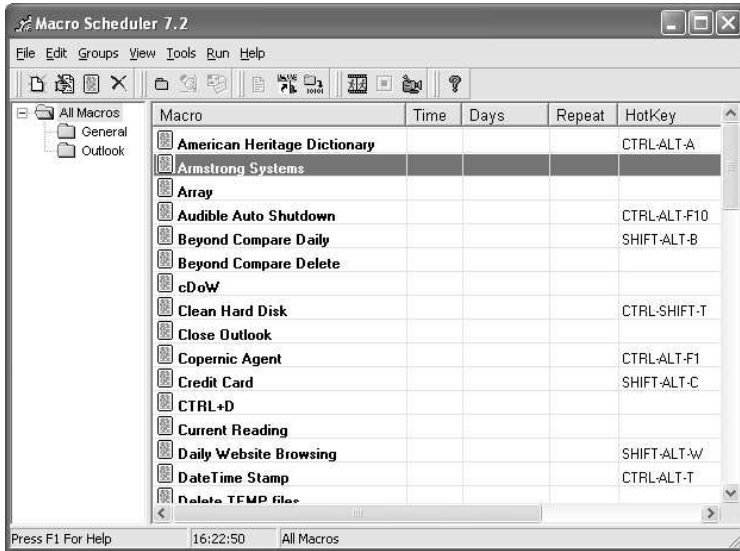 Macro Scheduler 7.2
File Edit Groups View Tools Run Help
All Macros
General
Outlook
Macro Time Days Repeat HotKey
American Heritage Dictionary CTRL-ALT-A
Armstrong Systems
Array
Audible Auto Shutdown CTRL-ALT-F10
Beyond Compare Daily SHIFT-ALT-B
Beyond Compare Delete
cDoW
Clean Hard Disk CTRL-SHIFT-T
Close Outlook
Copernic Agent CTRL-ALT-F1
Credit Card SHIFT-ALT-C
CTRL+D
Current Reading
Daily Website Browsing SHIFT-ALT-W
DateTime Stamp CTRL-ALT-T
Delete TEMP files
Press F1 For Help 16:22:50 All Macros